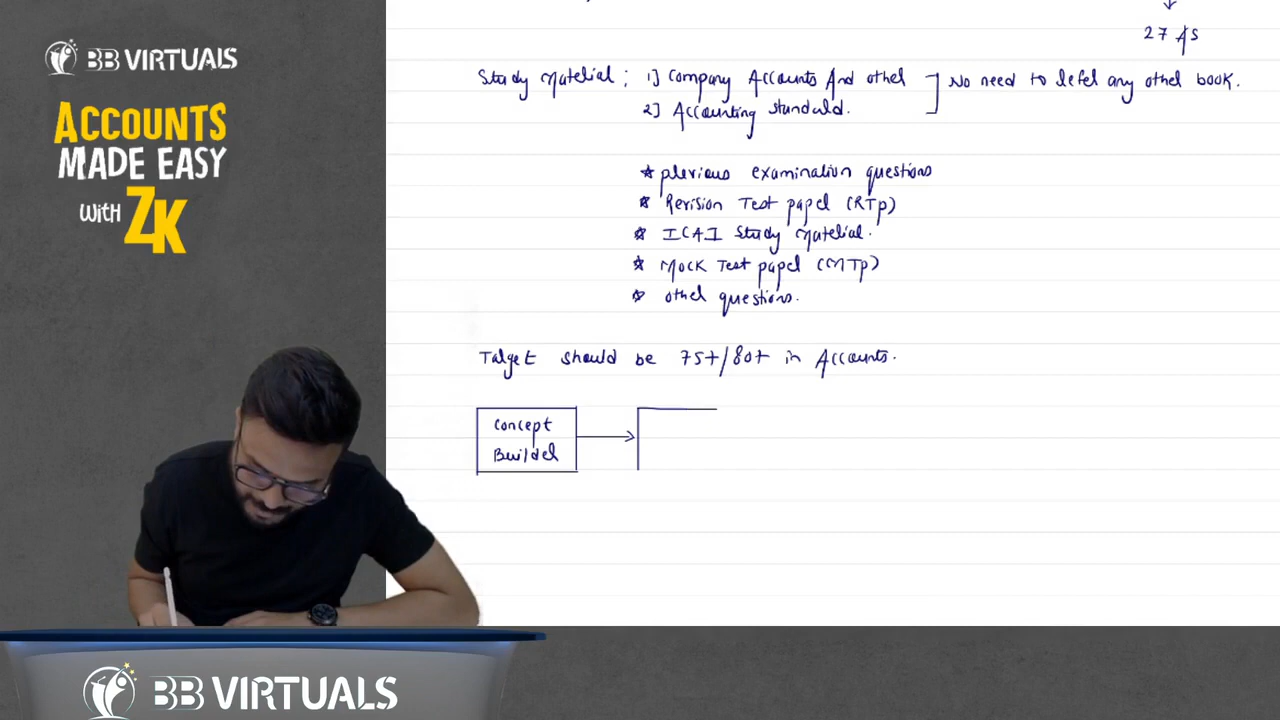 BB VIRTUALS
ACCOUNTS
MADE EASY
WITH ZK
27 AS
Study Material : 1] Company Accounts And other
2] Accounting standard.
No need to refer any other book.
* previous examination questions
* Revision Test paper (RTP)
* ICAI Study Material.
* Mock Test paper (MTP)
* other questions.
Target should be 75+/80+ in Accounts.
Concept
Builder
BB VIRTUALS